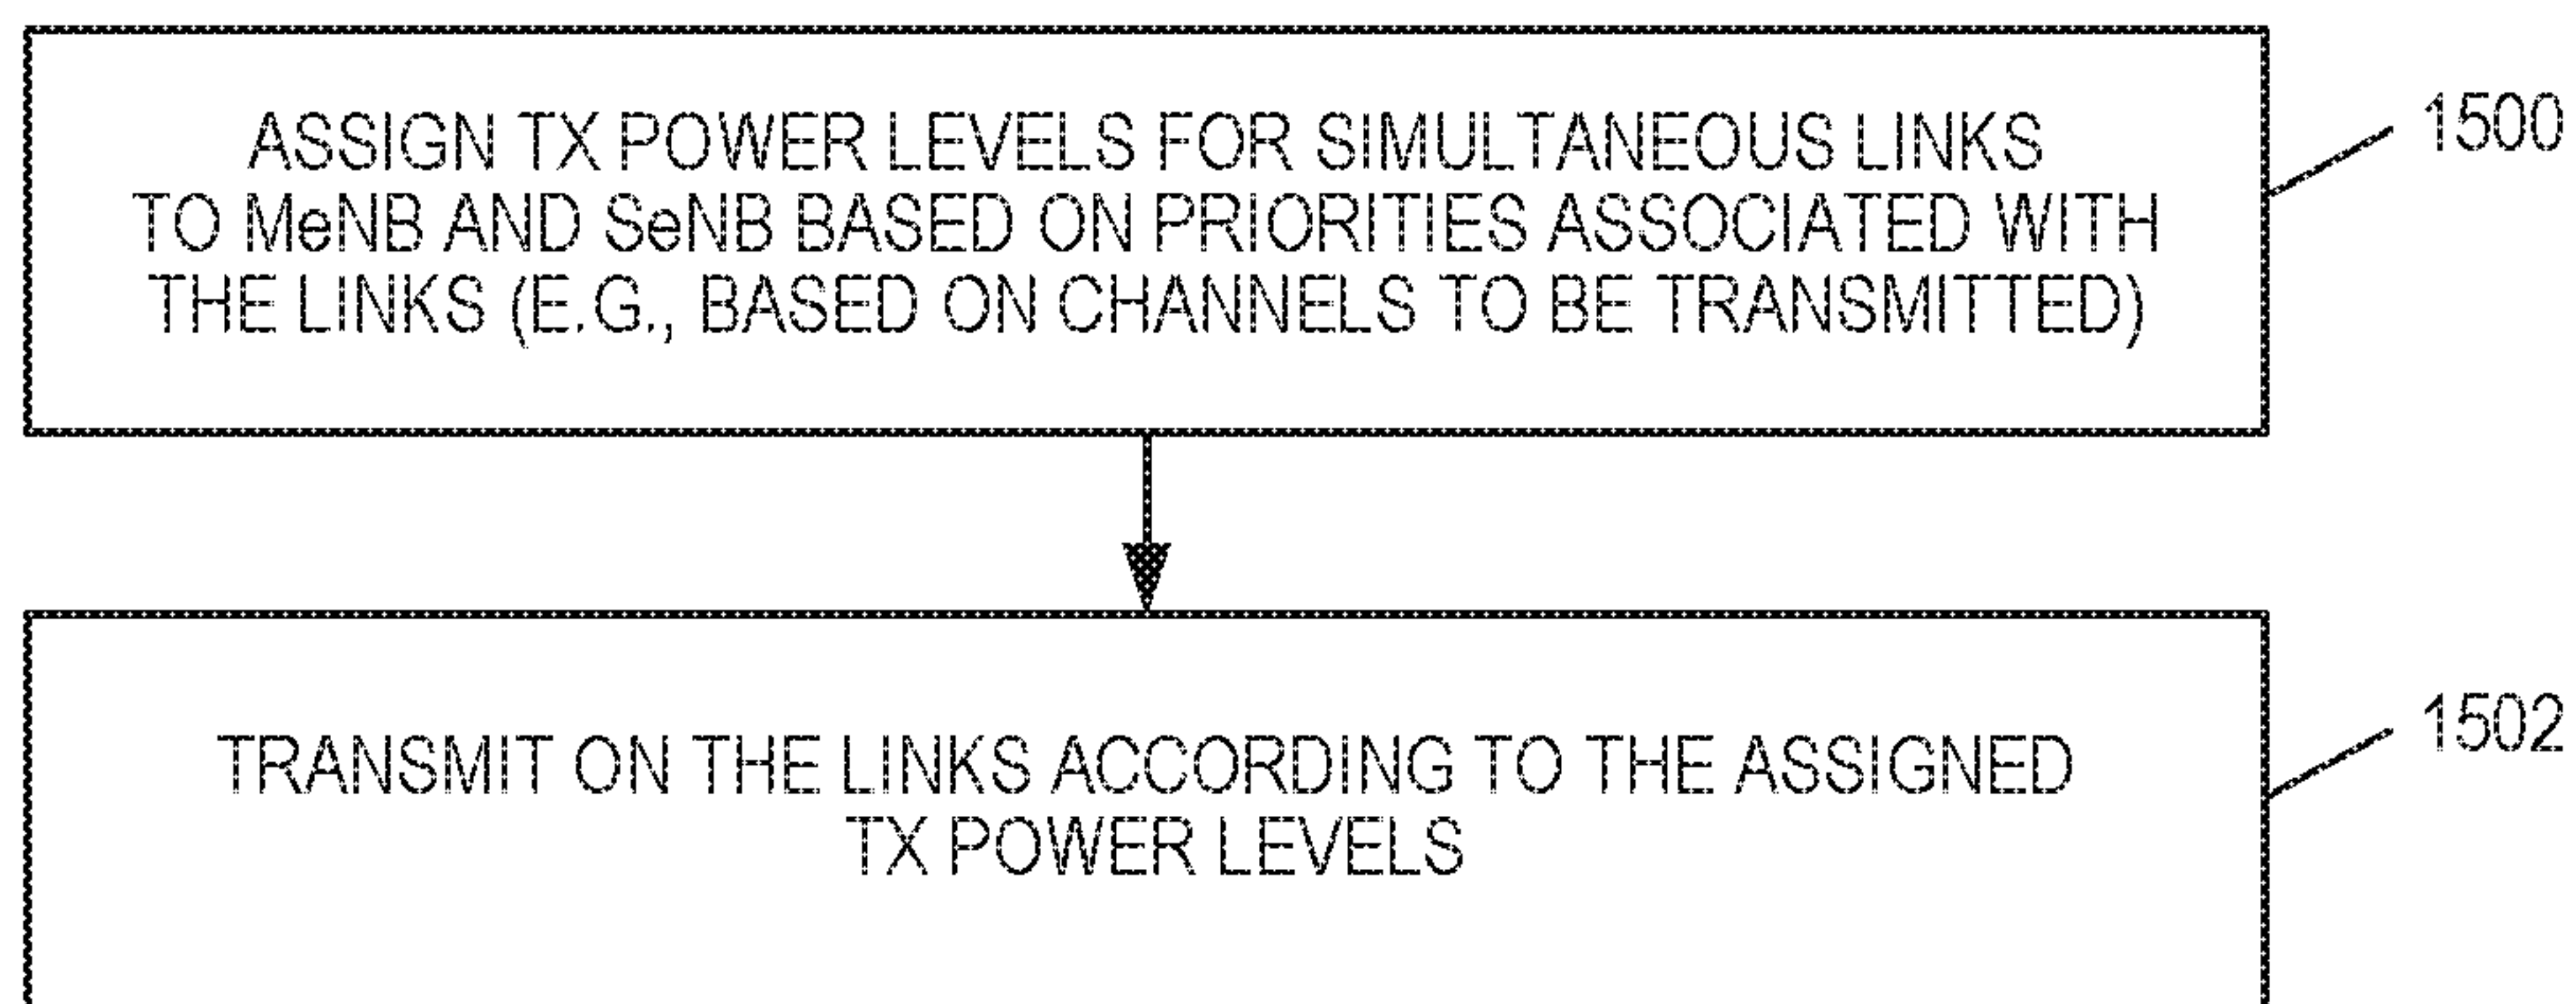 ASSIGN TX POWER LEVELS FOR SIMULTANEOUS LINKS
TO MeNB AND SeNB BASED ON PRIORITIES ASSOCIATED WITH
THE LINKS (E.G., BASED ON CHANNELS TO BE TRANSMITTED)
1500
TRANSMIT ON THE LINKS ACCORDING TO THE ASSIGNED
TX POWER LEVELS
1502